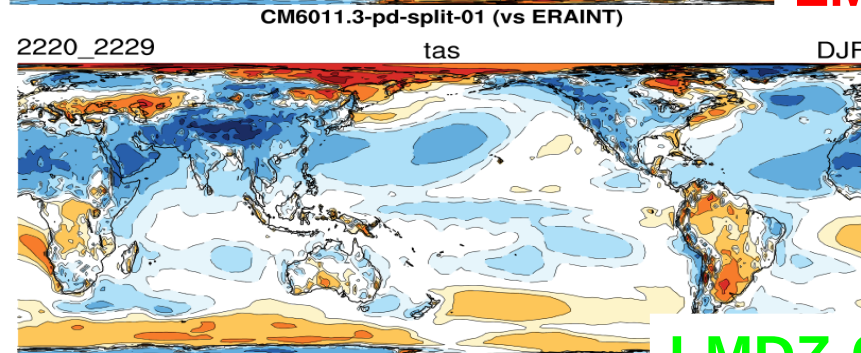 CM6011.3-pd-split-01 (vs ERAINT)
2220_2229 tas DJF